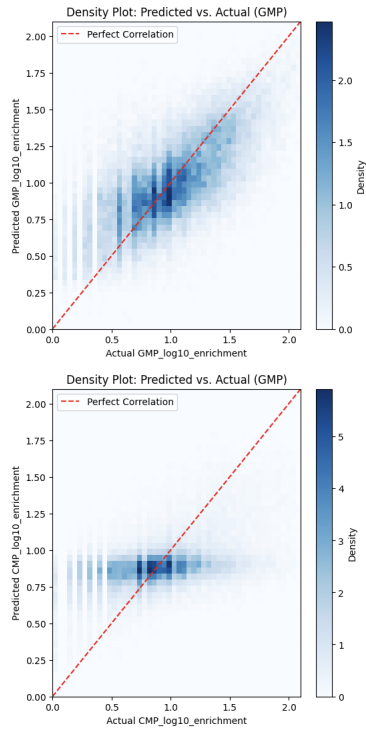 Density Plot: Predicted vs. Actual (GMP)
Perfect Correlation
Predicted GMP_log10_enrichment
2.00
1.75
1.50
1.25
1.00
0.75
0.50
0.25
0.00
0.0 0.5 1.0 1.5 2.0
Actual GMP_log10_enrichment
2.0
1.5
1.0
0.5
0.0
Density
Density Plot: Predicted vs. Actual (GMP)
Perfect Correlation
Predicted CMP_log10_enrichment
2.00
1.75
1.50
1.25
1.00
0.75
0.50
0.25
0.00
0.0 0.5 1.0 1.5 2.0
Actual CMP_log10_enrichment
5
4
3
2
1
0
Density